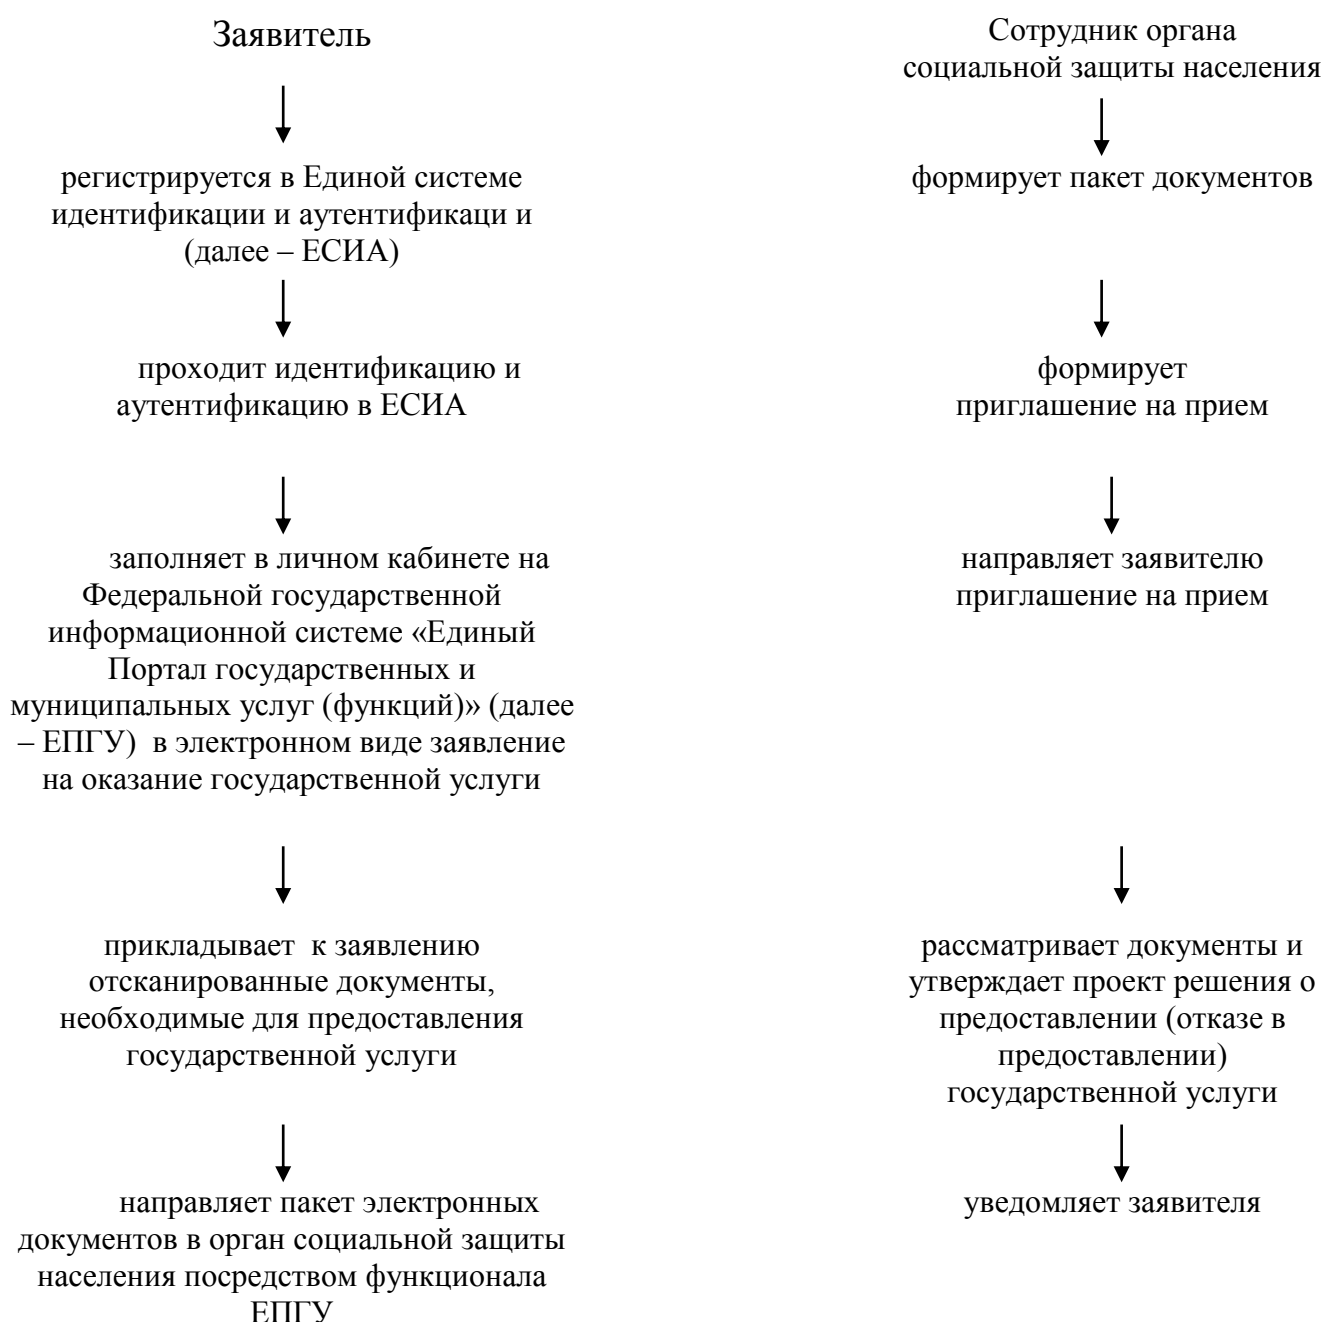 Заявитель
регистрируется в Единой системе
идентификации и аутентификаци и
(далее – ЕСИА)
проходит идентификацию и
аутентификацию в ЕСИА
заполняет в личном кабинете на
Федеральной государственной
информационной системе «Единый
Портал государственных и
муниципальных услуг (функций)» (далее
– ЕПГУ)  в электронном виде заявление
на оказание государственной услуги
прикладывает  к заявлению
отсканированные документы,
необходимые для предоставления
государственной услуги
направляет пакет электронных
документов в орган социальной защиты
населения посредством функционала
ЕПГУ
Сотрудник органа
социальной защиты населения
формирует пакет документов
формирует
приглашение на прием
направляет заявителю
приглашение на прием
рассматривает документы и
утверждает проект решения о
предоставлении (отказе в
предоставлении)
государственной услуги
уведомляет заявителя